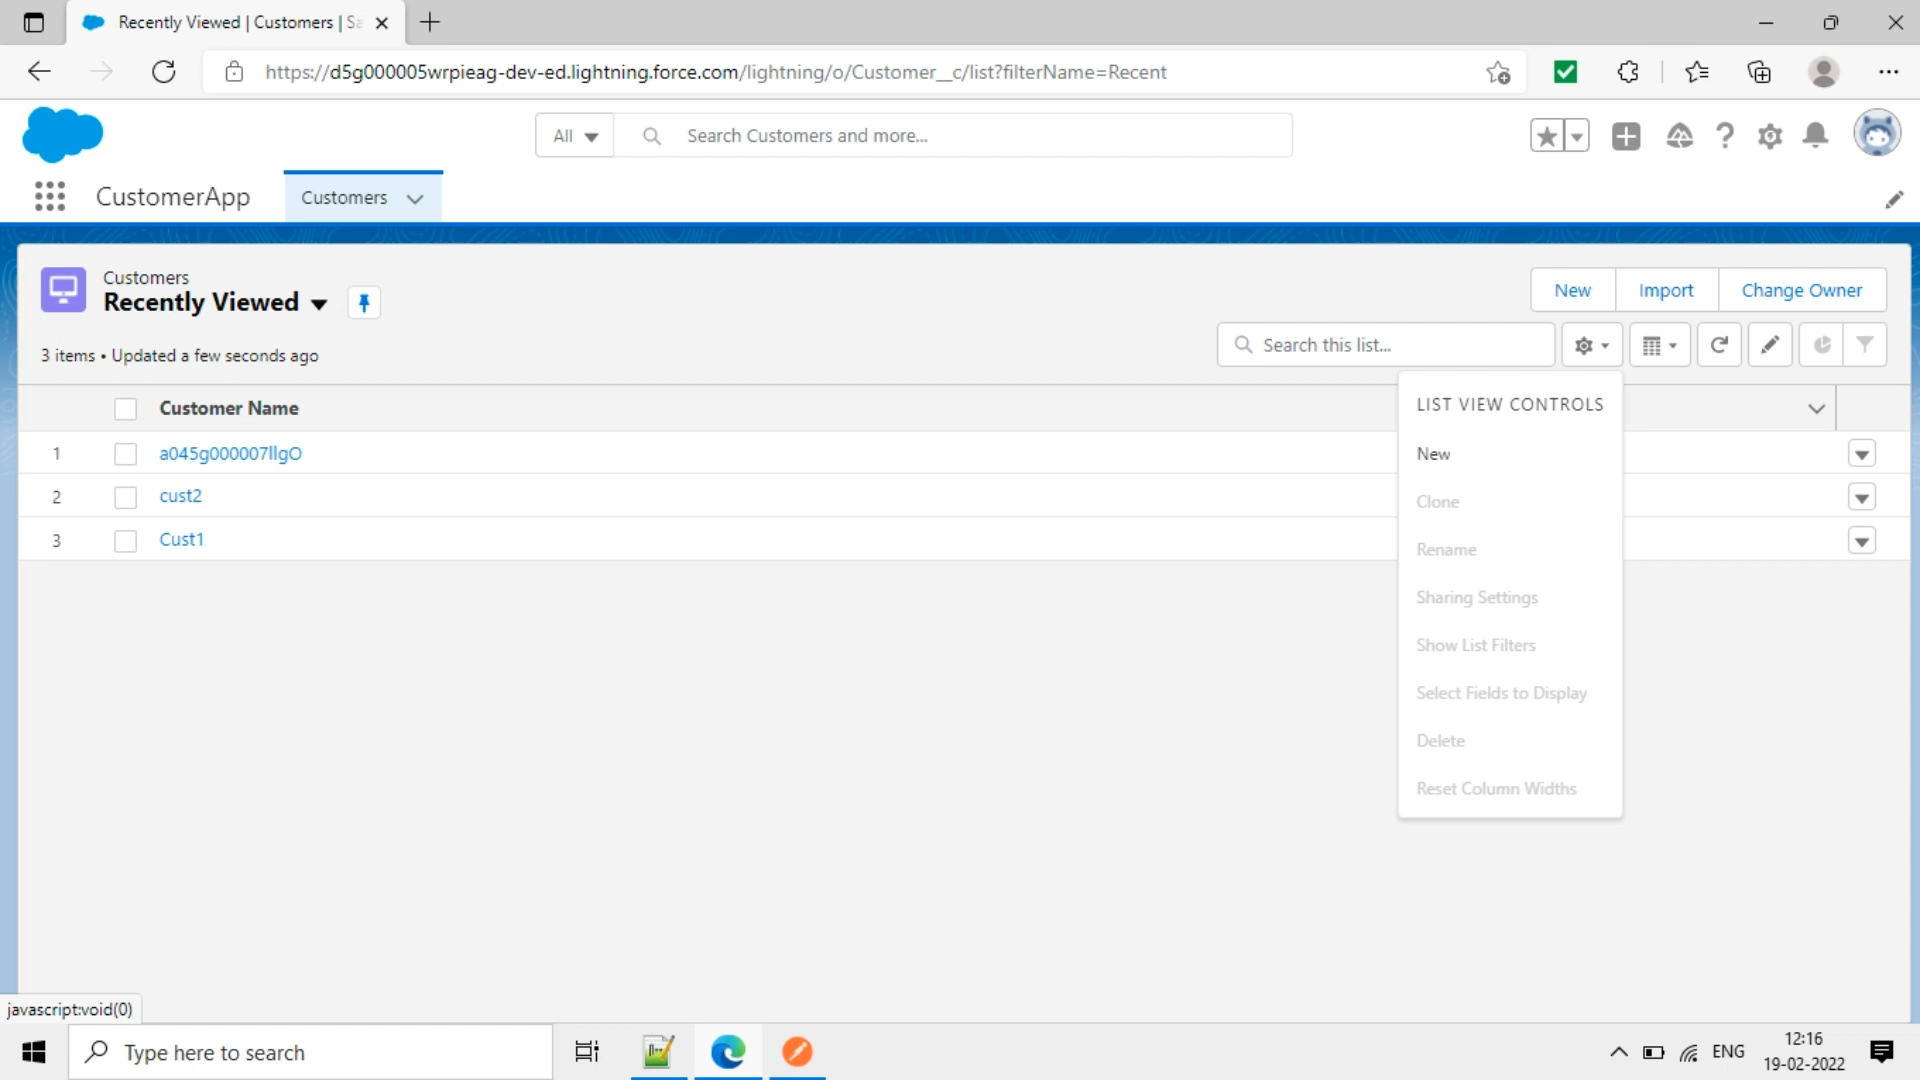 Recently Viewed | Customers | Sa
https://d5g000005wrpieag-dev-ed.lightning.force.com/lightning/o/Customer__c/list?filterName=Recent
All
Search Customers and more...
CustomerApp
Customers
Customers
Recently Viewed
New
Import
Change Owner
3 items • Updated a few seconds ago
Search this list...
Customer Name
1
a045g000007llgO
2
cust2
3
Cust1
LIST VIEW CONTROLS
New
Clone
Rename
Sharing Settings
Show List Filters
Select Fields to Display
Delete
Reset Column Widths
javascript:void(0)
Type here to search
ENG
12:16
19-02-2022